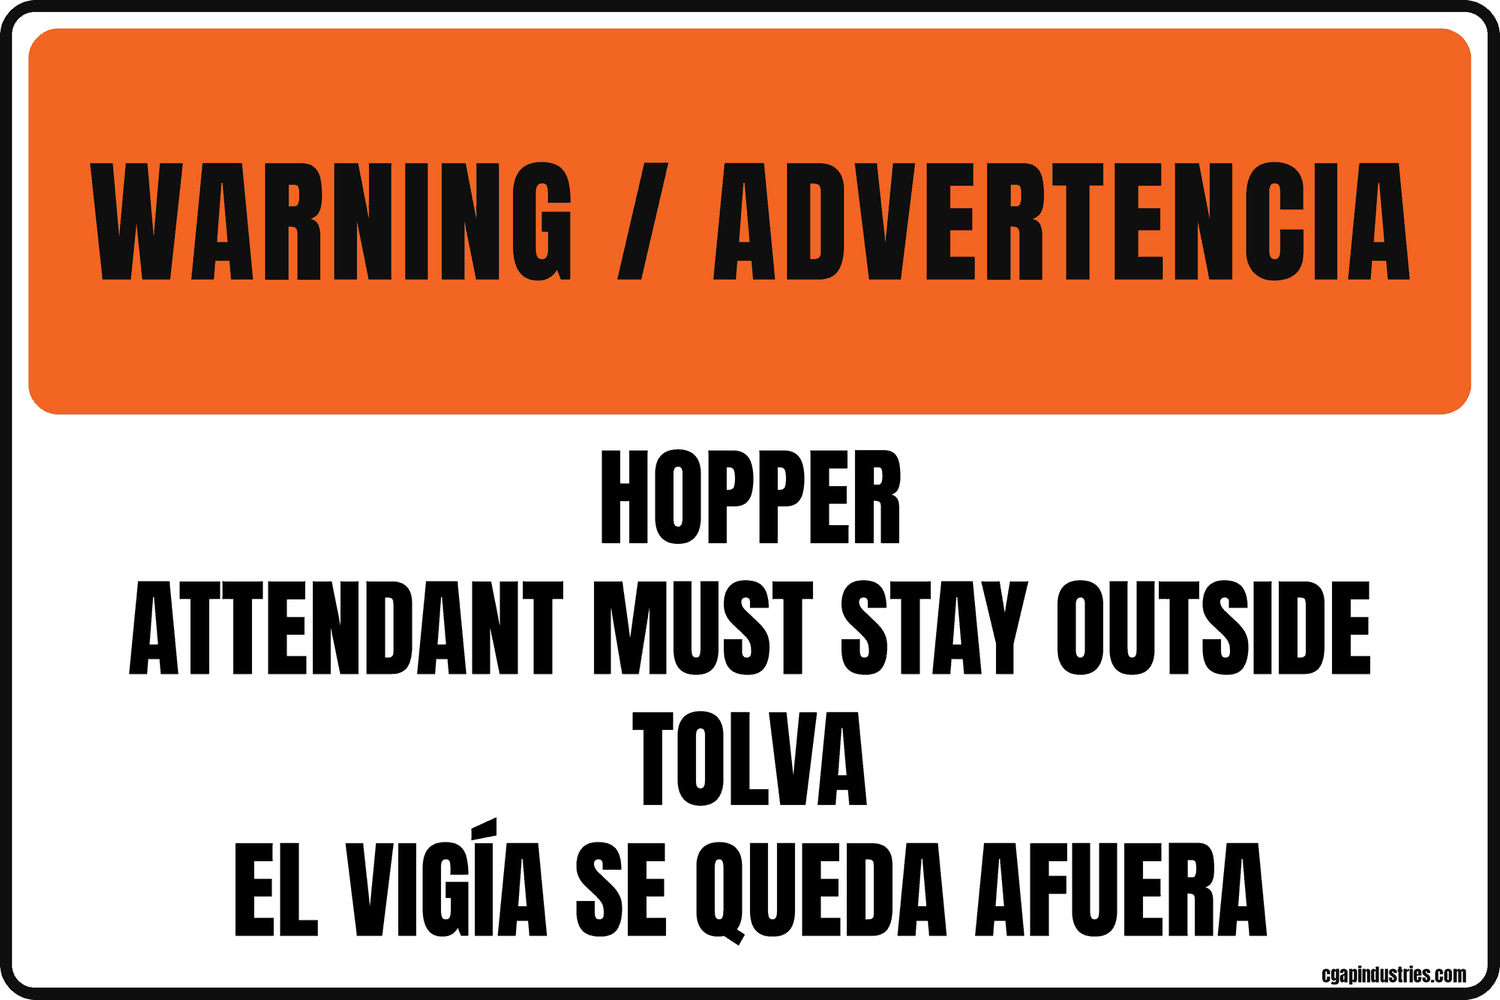 WARNING / ADVERTENCIA
HOPPER
ATTENDANT MUST STAY OUTSIDE
TOLVA
EL VIGÍA SE QUEDA AFUERA
cgapindustries.com